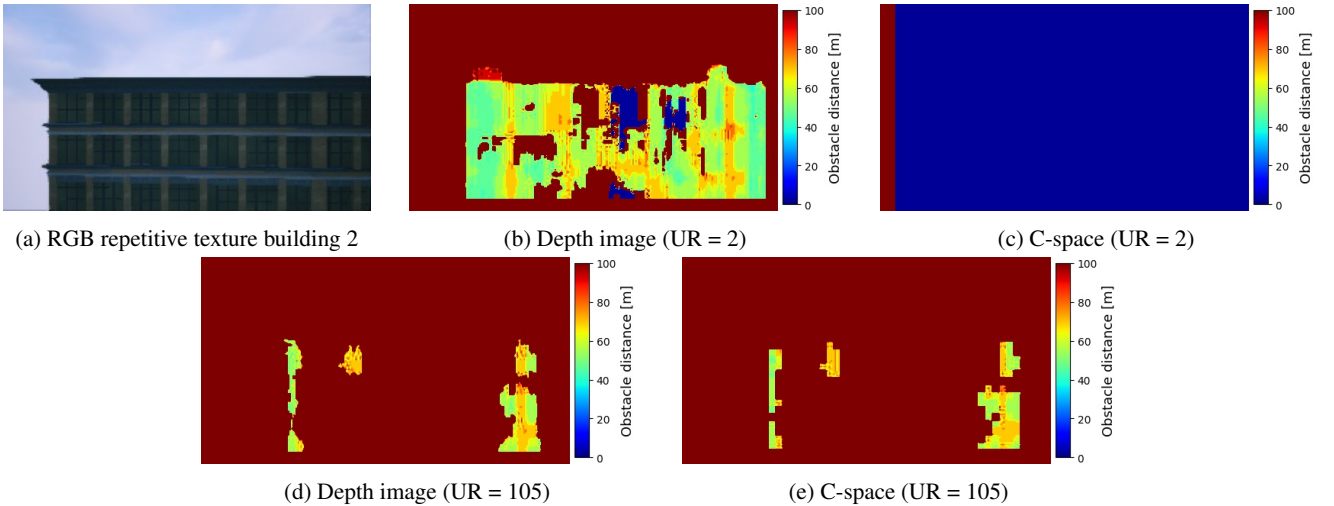 100
80
60
40
20
0
Obstacle distance [m]
100
80
60
40
20
0
Obstacle distance [m]
(a) RGB repetitive texture building 2
(b) Depth image (UR = 2)
(c) C-space (UR = 2)
100
80
60
40
20
0
Obstacle distance [m]
100
80
60
40
20
0
Obstacle distance [m]
(d) Depth image (UR = 105)
(e) C-space (UR = 105)